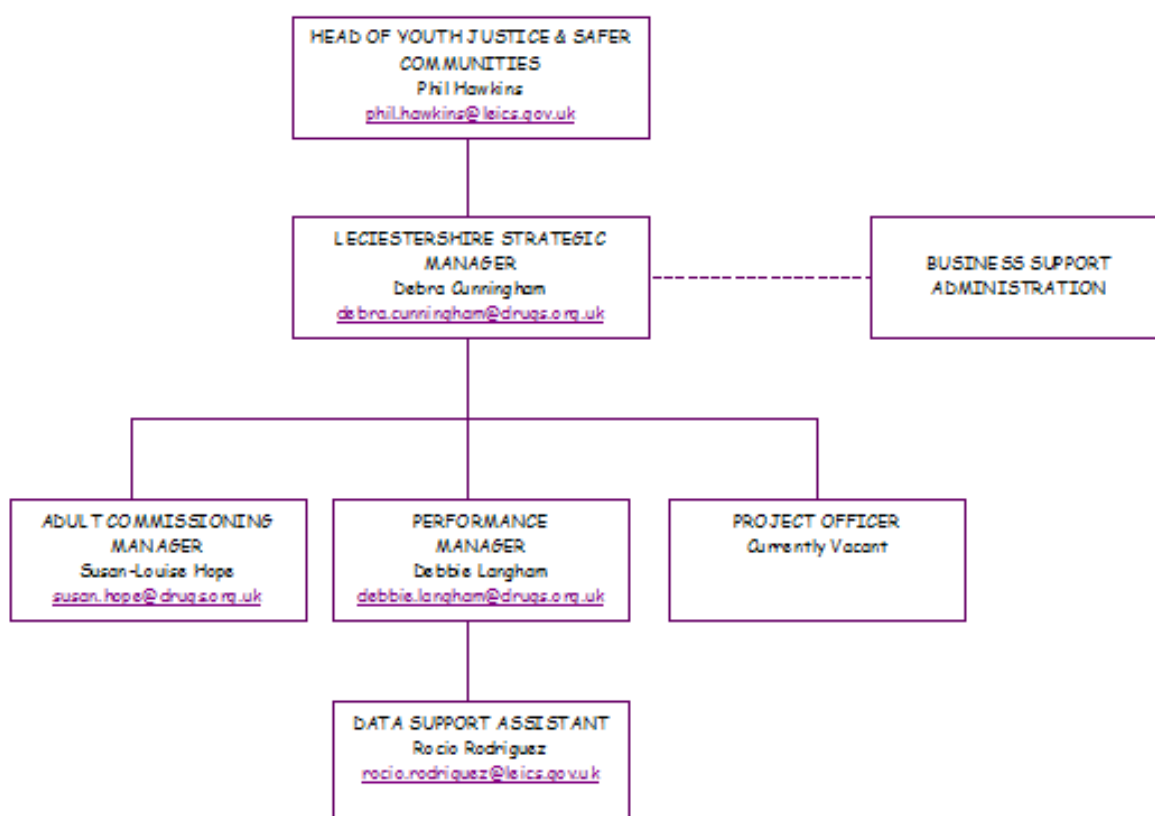 HEAD OF YOUTH JUSTICE & SAFER
COMMUNITIES
Phil Hawkins
phil.hawkins@leics.gov.uk
LECIESTERSHIRE STRATEGIC
MANAGER
Debra Cunningham
debra.cunningham@drugs.org.uk
BUSINESS SUPPORT
ADMINISTRATION
ADULT COMMISSIONING
MANAGER
Susan-Louise Hope
susan.hope@drugs.org.uk
PERFORMANCE
MANAGER
Debbie Langham
debbie.langham@drugs.org.uk
PROJECT OFFICER
Currently Vacant
DATA SUPPORT ASSISTANT
Rocio Rodriguez
rocio.rodriguez@leics.gov.uk